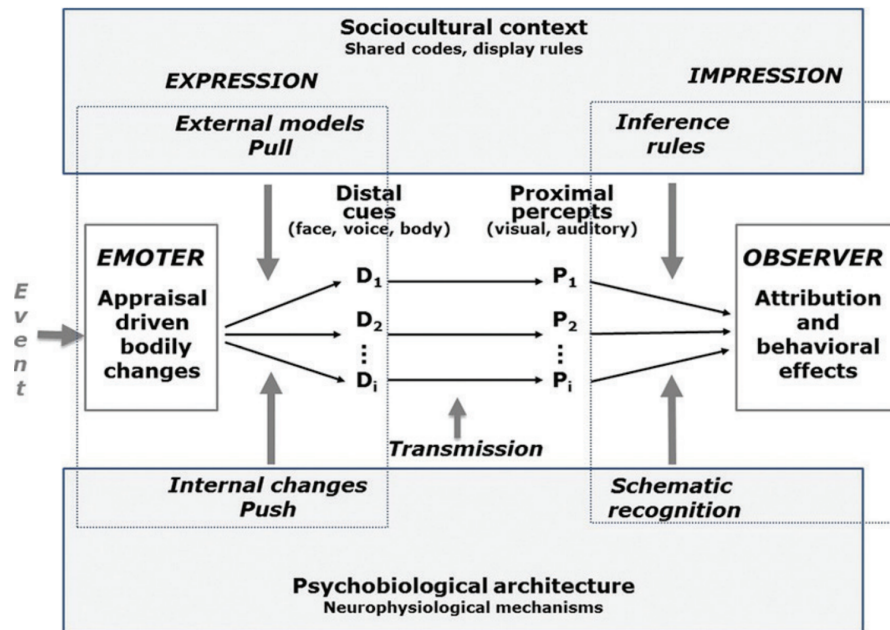 Sociocultural context
Shared codes, display rules
EXPRESSION
IMPRESSION
External models
Pull
Inference
rules
Distal
cues
(face, voice, body)
Proximal
percepts
(visual, auditory)
Event
EMOTER
Appraisal
driven
bodily
changes
D1
D2
⋮
Di
P1
P2
⋮
Pi
OBSERVER
Attribution
and
behavioral
effects
Transmission
Internal changes
Push
Schematic
recognition
Psychobiological architecture
Neurophysiological mechanisms